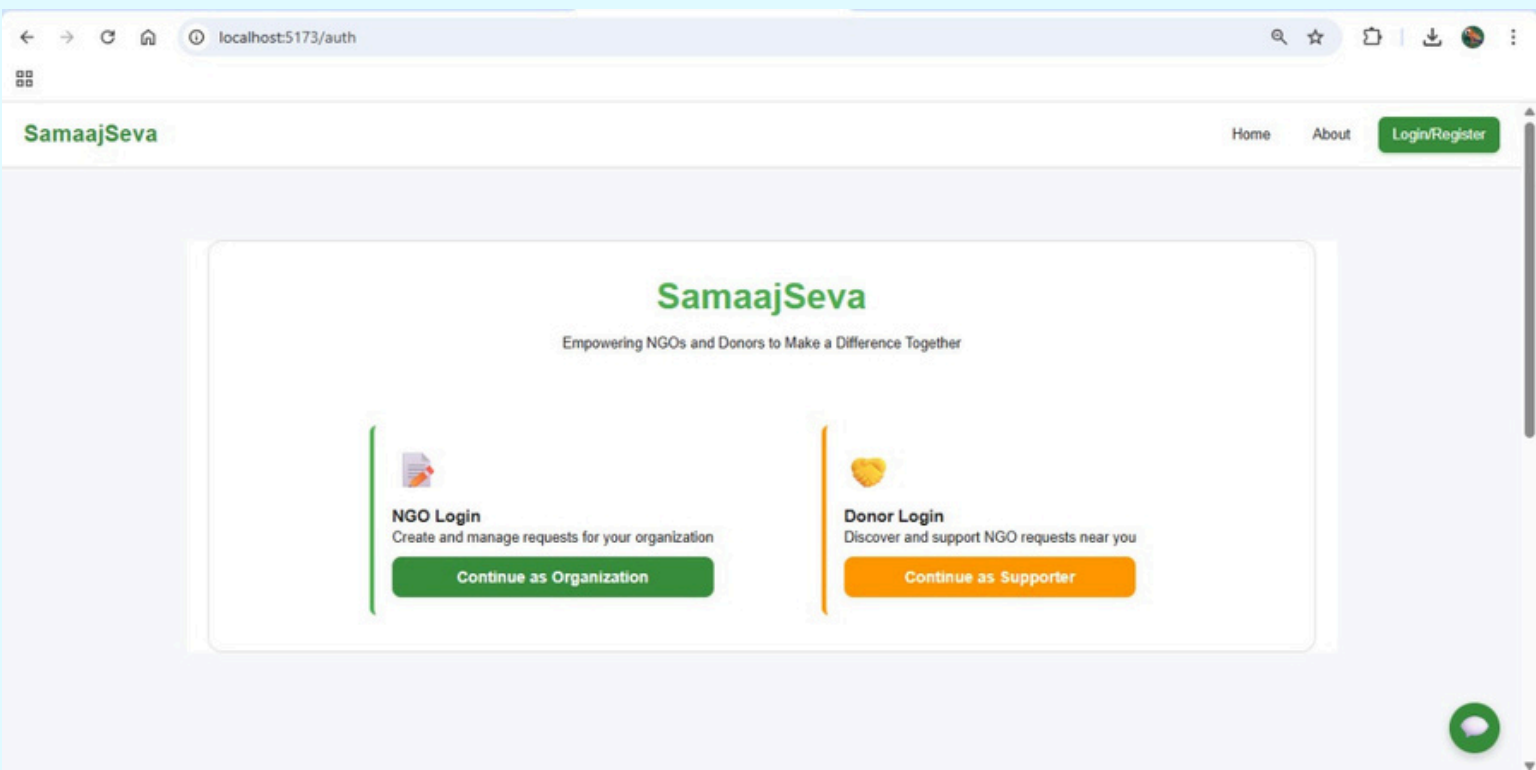 localhost:5173/auth
SamaajSeva
Home
About
Login/Register
SamaajSeva
Empowering NGOs and Donors to Make a Difference Together
NGO Login
Create and manage requests for your organization
Continue as Organization
Donor Login
Discover and support NGO requests near you
Continue as Supporter